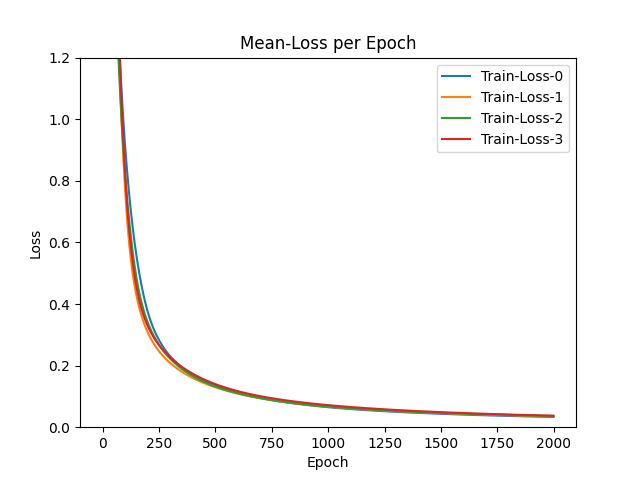 Mean-Loss per Epoch
Train-Loss-0
Train-Loss-1
Train-Loss-2
Train-Loss-3
Loss
1.2
1.0
0.8
0.6
0.4
0.2
0.0
0 250 500 750 1000 1250 1500 1750 2000
Epoch